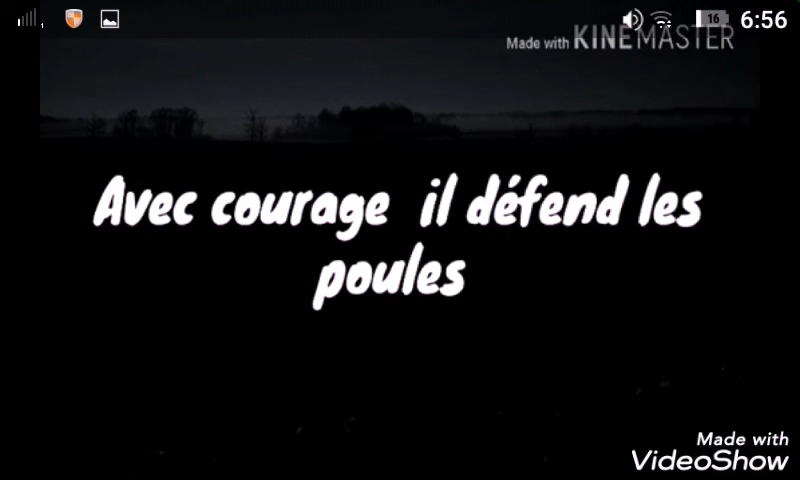 16 6:56
Made with KINEMASTER
Avec courage il défend les
poules
Made with
VideoShow